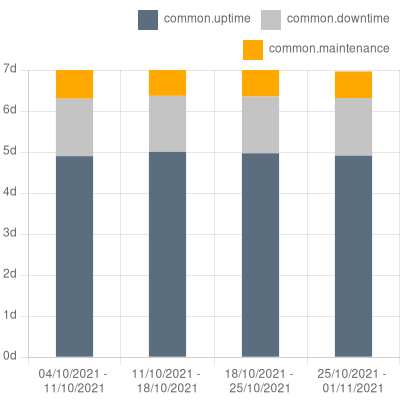 common.uptime
common.downtime
common.maintenance
7d
6d
5d
4d
3d
2d
1d
0d
04/10/2021 -
11/10/2021
11/10/2021 -
18/10/2021
18/10/2021 -
25/10/2021
25/10/2021 -
01/11/2021